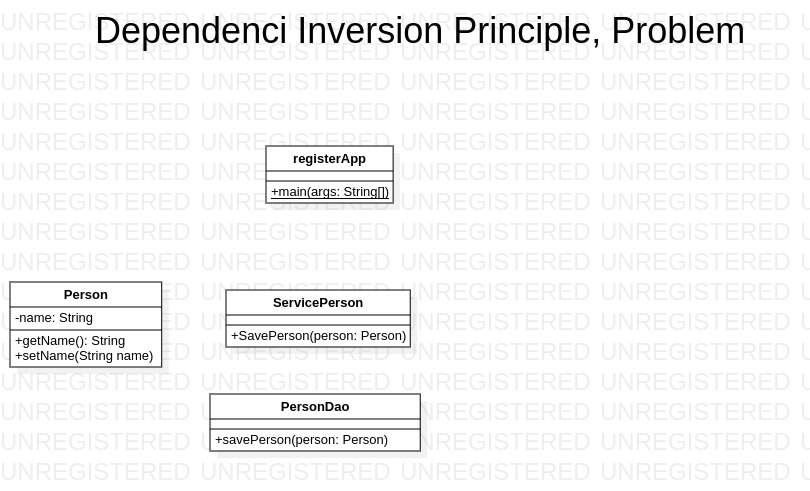 Dependenci Inversion Principle, Problem
UNREGISTERED UNREGISTERED UNREGISTERED UNREGISTERED
registerApp
+main(args: String[])
Person
-name: String
+getName(): String
+setName(String name)
ServicePerson
+SavePerson(person: Person)
PersonDao
+savePerson(person: Person)